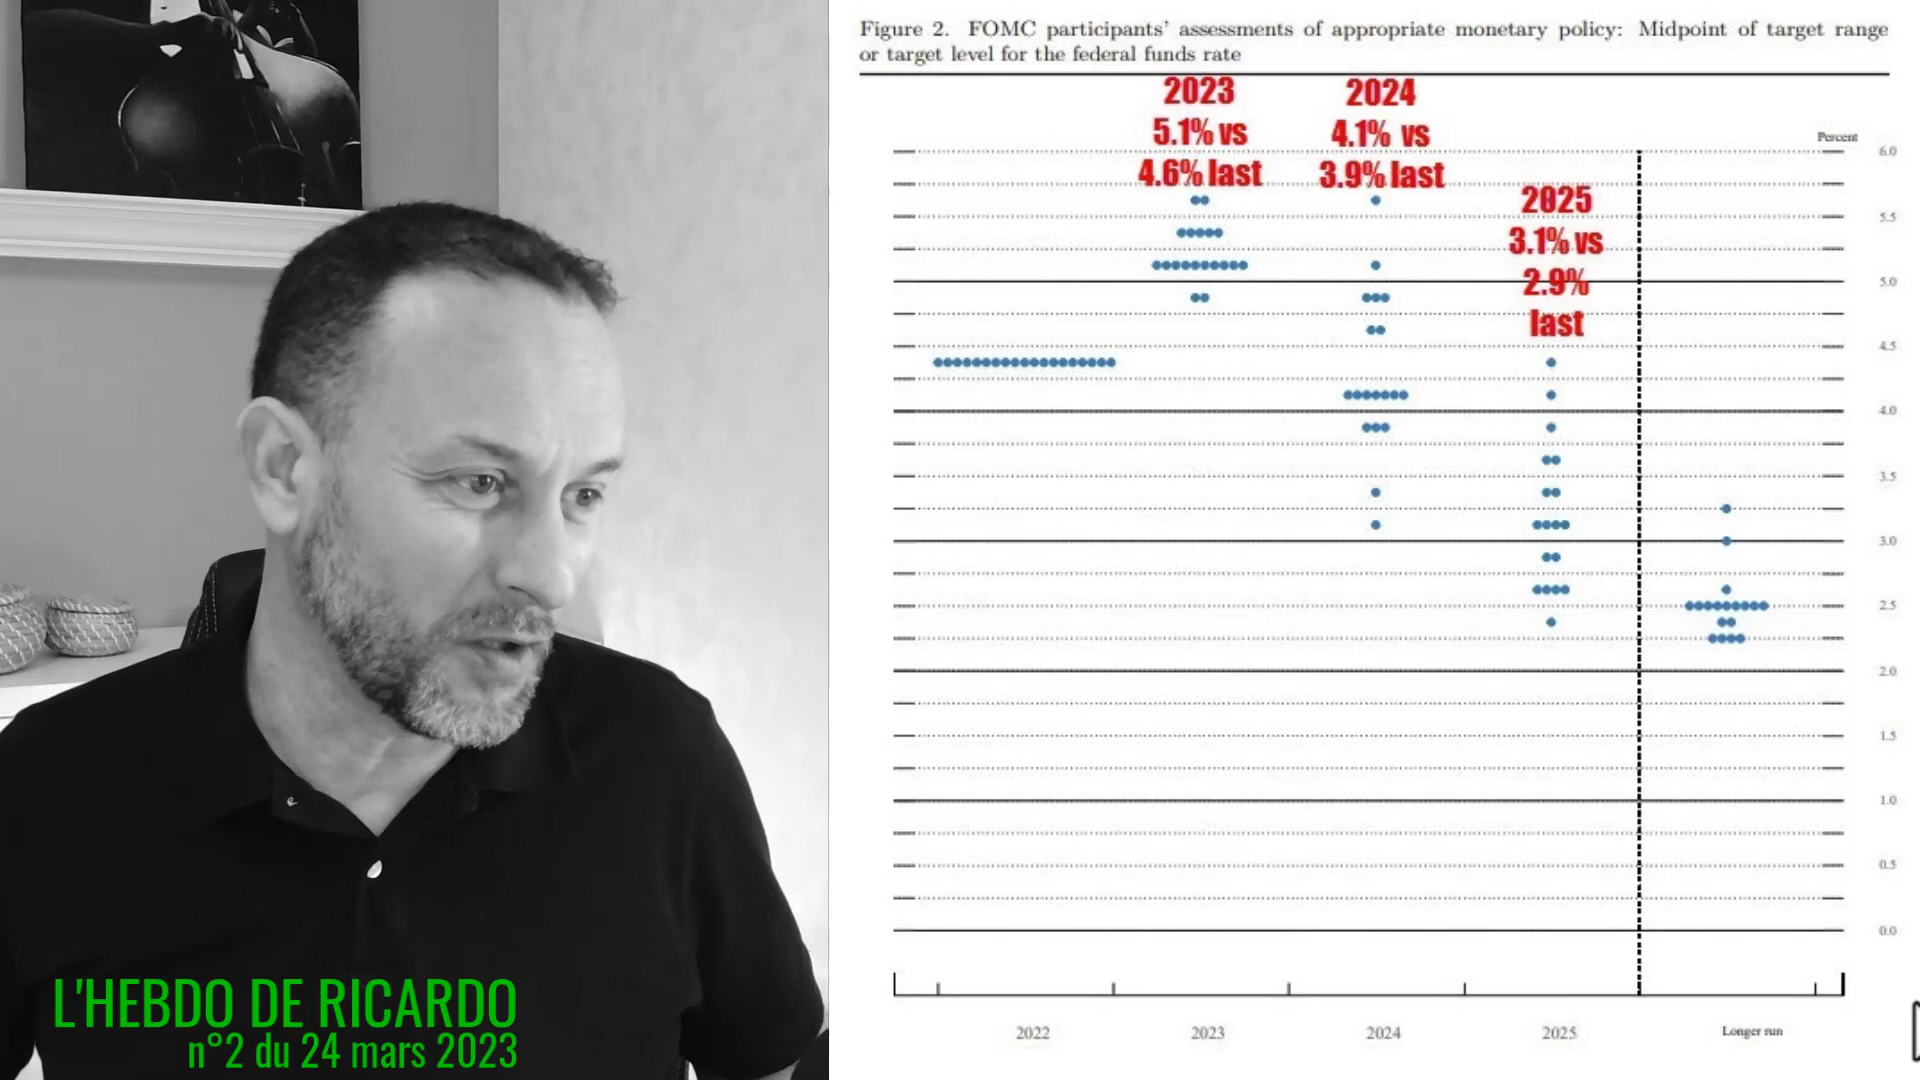 Figure 2. FOMC participants' assessments of appropriate monetary policy: Midpoint of target range
or target level for the federal funds rate
2023
5.1% vs
4.6% last
2024
4.1% vs
3.9% last
2025
3.1% vs
2.9%
last
Percent
6.0
5.5
5.0
4.5
4.0
3.5
3.0
2.5
2.0
1.5
1.0
0.5
0.0
2022
2023
2024
2025
Longer run
L'HEBDO DE RICARDO
n°2 du 24 mars 2023